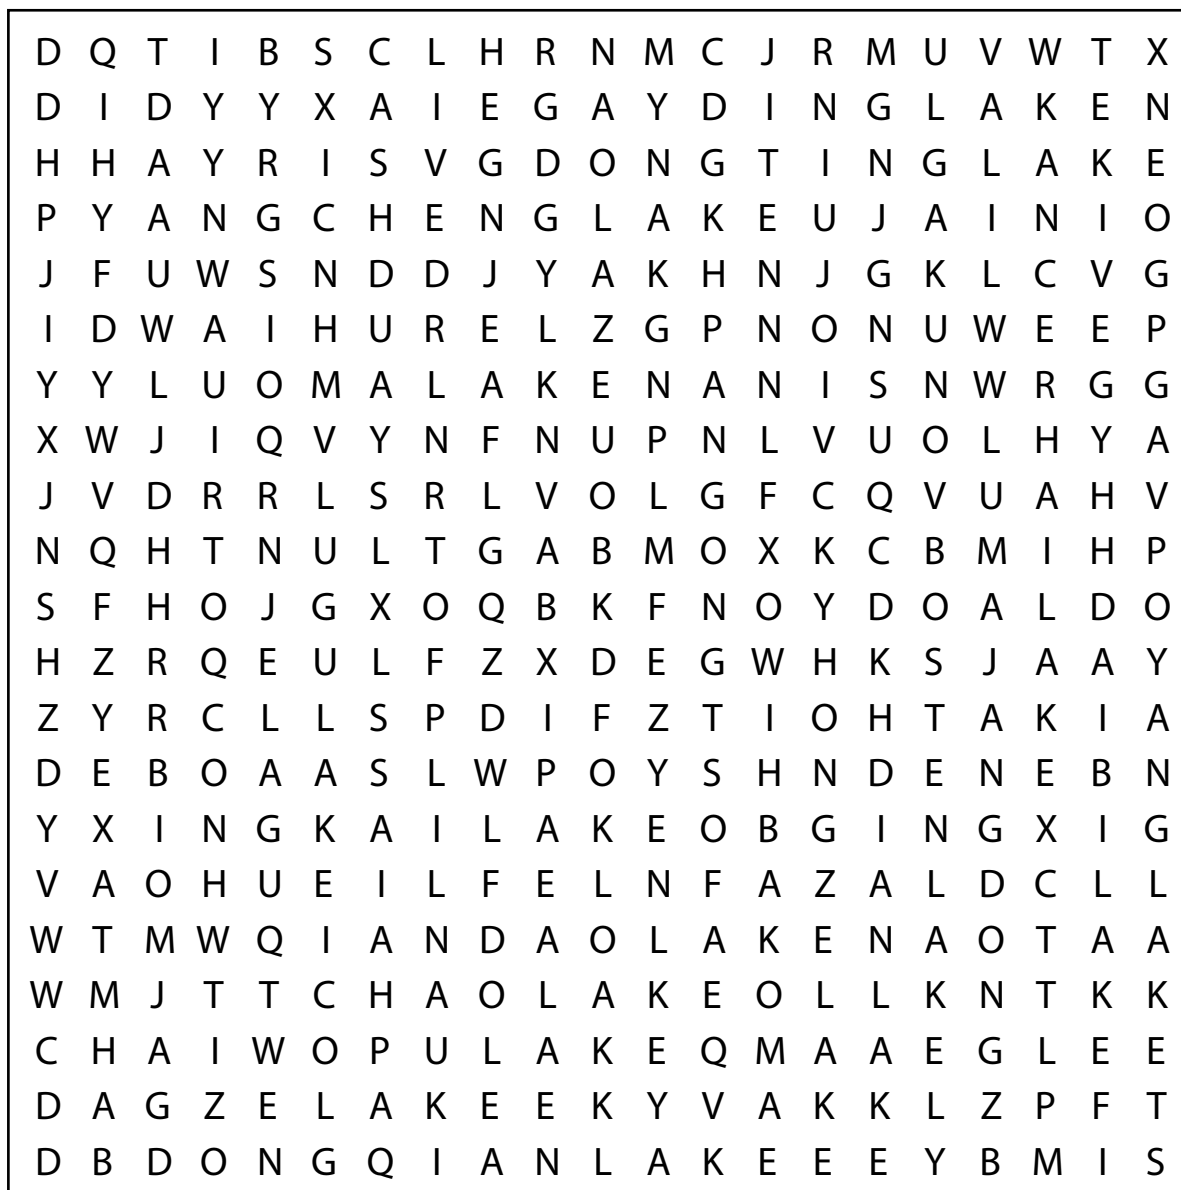 D Q T I B S C L H R N M C J R M U V W T X
D I D Y Y X A I E G A Y D I N G L A K E N
H H A Y R I S V G D O N G T I N G L A K E
P Y A N G C H E N G L A K E U J A I N I O
J F U W S N D D J Y A K H N J G K L C V G
I D W A I H U R E L Z G P N O N U W E E P
Y Y L U O M A L A K E N A N I S N W R G G
X W J I Q V Y N F N U P N L V U O L H Y A
J V D R R L S R L V O L G F C Q V U A H V
N Q H T N U L T G A B M O X K C B M I H P
S F H O J G X O Q B K F N O Y D O A L D O
H Z R Q E U L F Z X D E G W H K S J A A Y
Z Y R C L L S P D I F Z T I O H T A K I A
D E B O A A S L W P O Y S H N D E N E B N
Y X I N G K A I L A K E O B G I N G X I G
V A O H U E I L F E L N F A Z A L D C L L
W T M W Q I A N D A O L A K E N A O T A A
W M J T T C H A O L A K E O L L K N T K K
C H A I W O P U L A K E Q M A A E G L E E
D A G Z E L A K E E K Y V A K K L Z P F T
D B D O N G Q I A N L A K E E E Y B M I S